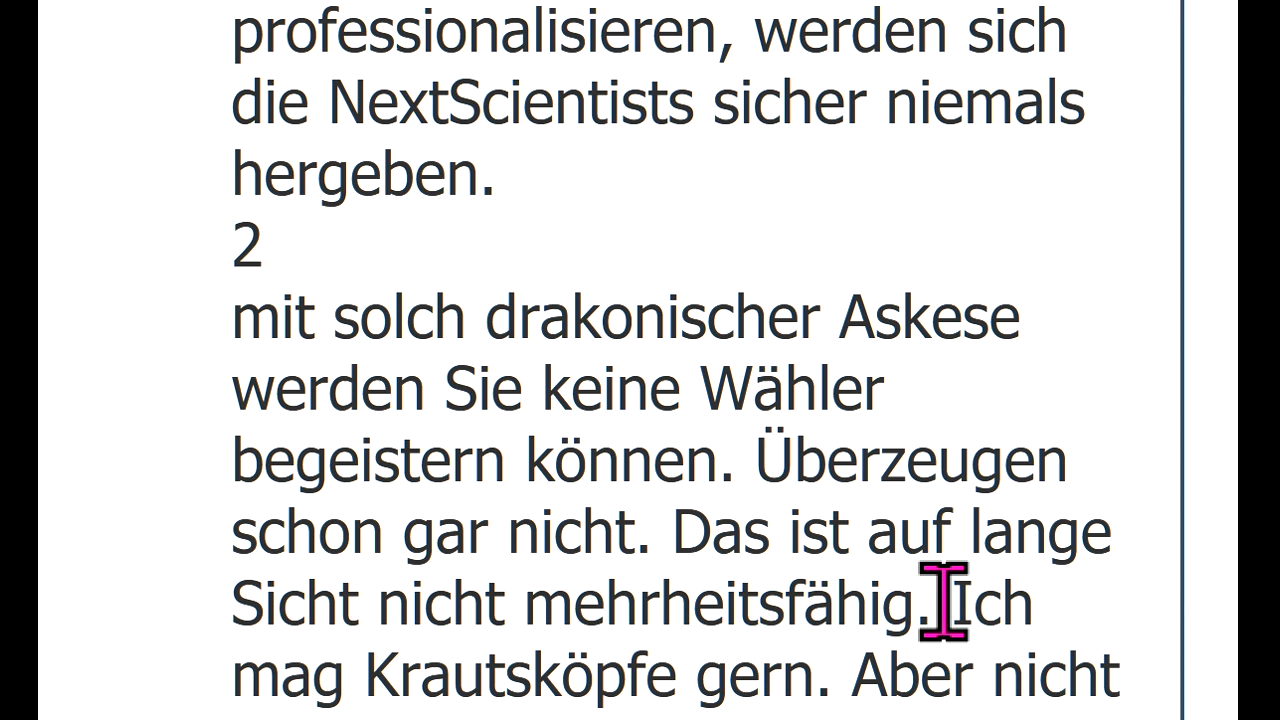 professionalisieren, werden sich
die NextScientists sicher niemals
hergeben.
2
mit solch drakonischer Askese
werden Sie keine Wähler
begeistern können. Überzeugen
schon gar nicht. Das ist auf lange
Sicht nicht mehrheitsfähig. Ich
mag Krautsköpfe gern. Aber nicht